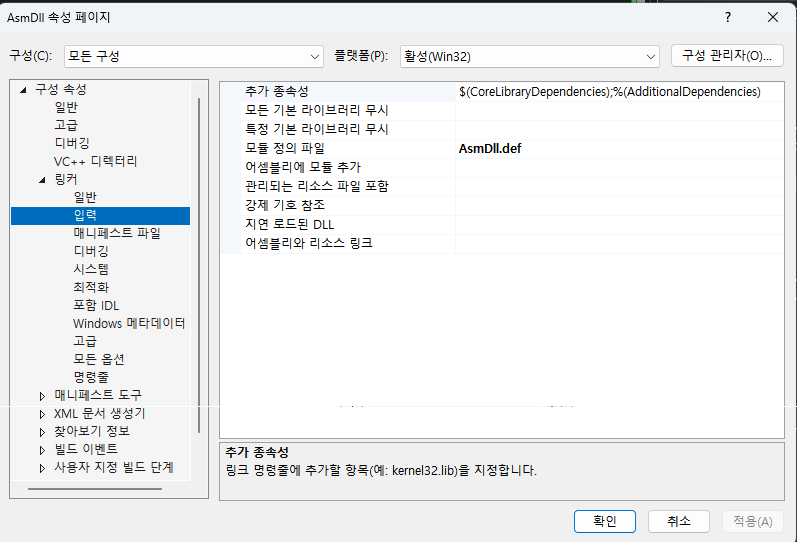 AsmDll 속성 페이지
구성(C): 모든 구성 플랫폼(P): 활성(Win32) 구성 관리자(O)...
구성 속성
일반
고급
디버깅
VC++ 디렉터리
링커
일반
입력
매니페스트 파일
디버깅
시스템
최적화
포함 IDL
Windows 메타데이터
고급
모든 옵션
명령줄
매니페스트 도구
XML 문서 생성기
찾아보기 정보
빌드 이벤트
사용자 지정 빌드 단계
추가 종속성 $(CoreLibraryDependencies);%(AdditionalDependencies)
모든 기본 라이브러리 무시
특정 기본 라이브러리 무시
모듈 정의 파일 AsmDll.def
어셈블리에 모듈 추가
관리되는 리소스 파일 포함
강제 기호 참조
지연 로드된 DLL
어셈블리와 리소스 링크
추가 종속성
링크 명령줄에 추가할 항목(예: kernel32.lib)을 지정합니다.
확인 취소 적용(A)